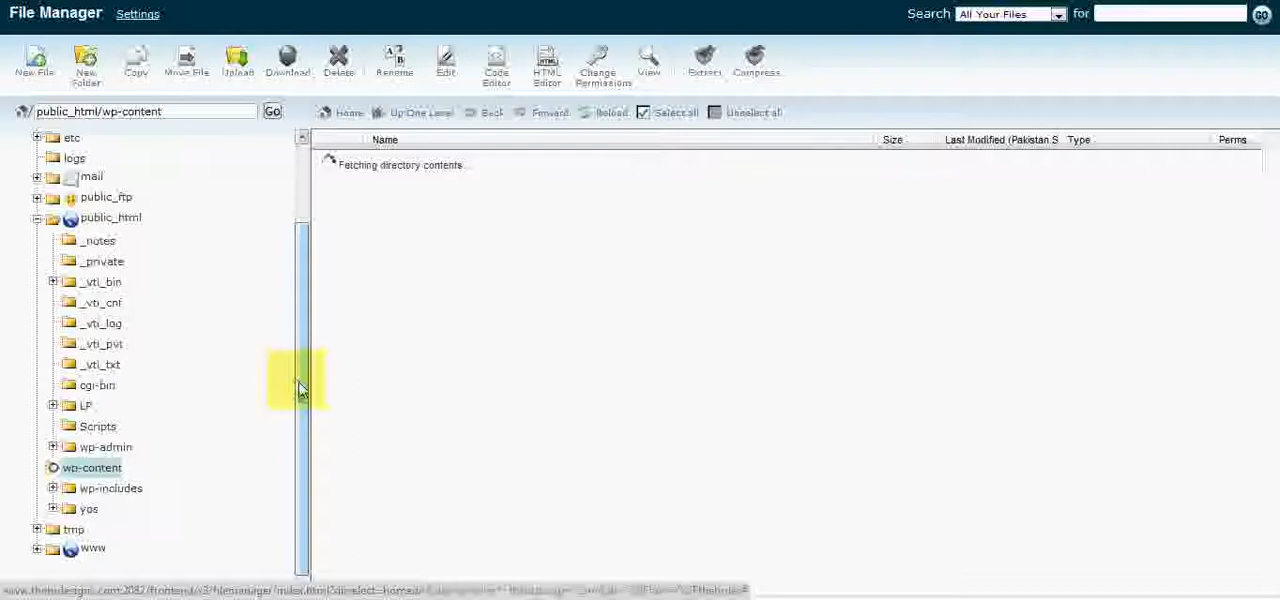 File Manager Settings Search All Your Files for GO
New File New Folder Copy Move File Upload Download Delete Rename Edit Code Editor HTML Editor Change Permissions View Extract Compress
/ public_html/wp-content Go Home Up One Level Back Forward Reload Select all Unselect all
Name Size Last Modified (Pakistan S Type Perms
Fetching directory contents...
etc
logs
mail
public_ftp
public_html
_notes
_private
_vti_bin
_vti_cnf
_vti_log
_vti_pvt
_vti_txt
cgi-bin
LP
Scripts
wp-admin
wp-content
wp-includes
yos
tmp
www